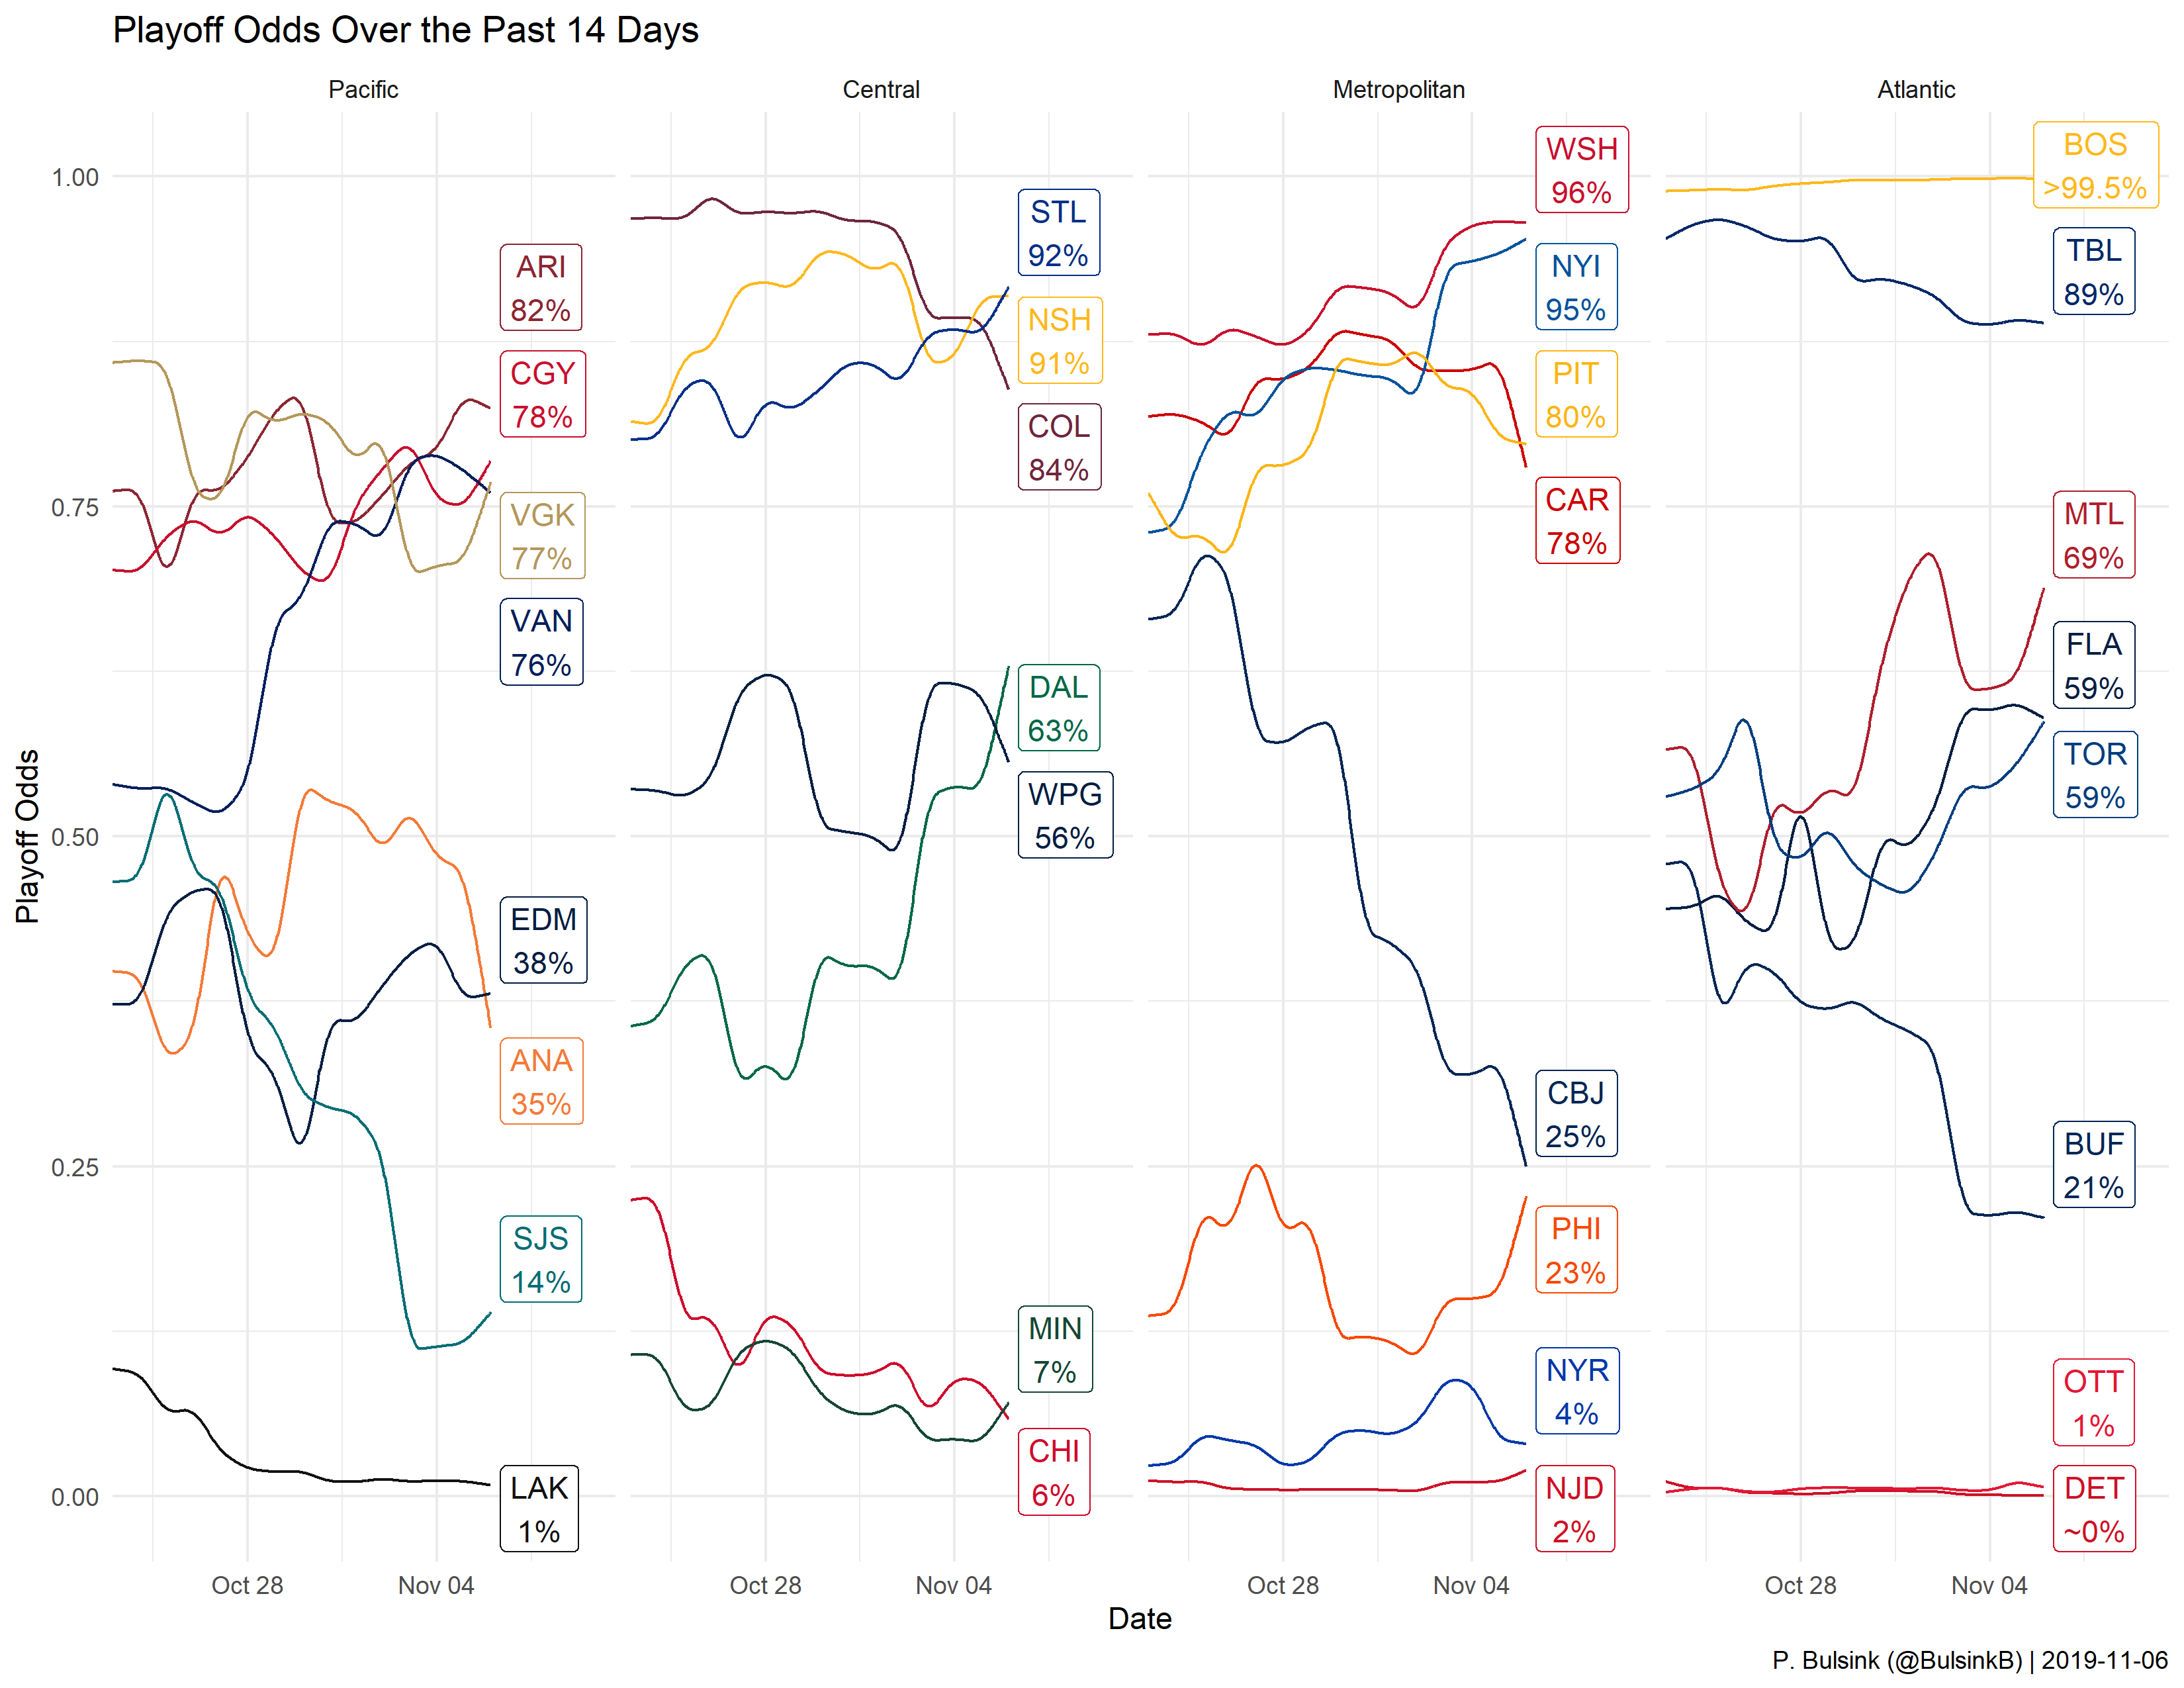 Playoff Odds Over the Past 14 Days
Pacific
Central
Metropolitan
Atlantic
Playoff Odds
1.00
0.75
0.50
0.25
0.00
ARI
82%
CGY
78%
VGK
77%
VAN
76%
EDM
38%
ANA
35%
SJS
14%
LAK
1%
STL
92%
NSH
91%
COL
84%
DAL
63%
WPG
56%
MIN
7%
CHI
6%
WSH
96%
NYI
95%
PIT
80%
CAR
78%
CBJ
25%
PHI
23%
NYR
4%
NJD
2%
BOS
>99.5%
TBL
89%
MTL
69%
FLA
59%
TOR
59%
BUF
21%
OTT
1%
DET
~0%
Oct 28
Nov 04
Oct 28
Nov 04
Oct 28
Nov 04
Oct 28
Nov 04
Date
P. Bulsink (@BulsinkB) | 2019-11-06